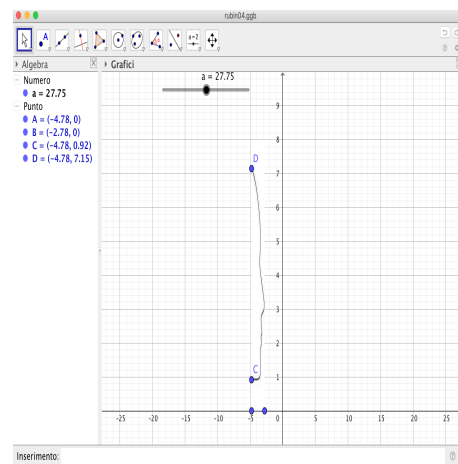 rubin04.ggb
A
a=2
Algebra
Grafici
Numero
a = 27.75
Punto
A = (-4.78, 0)
B = (-2.78, 0)
C = (-4.78, 0.92)
D = (-4.78, 7.15)
a = 27.75
9
8
D
7
6
5
4
3
2
C
1
-25 -20 -15 -10 -5 0 5 10 15 20 25
Inserimento: